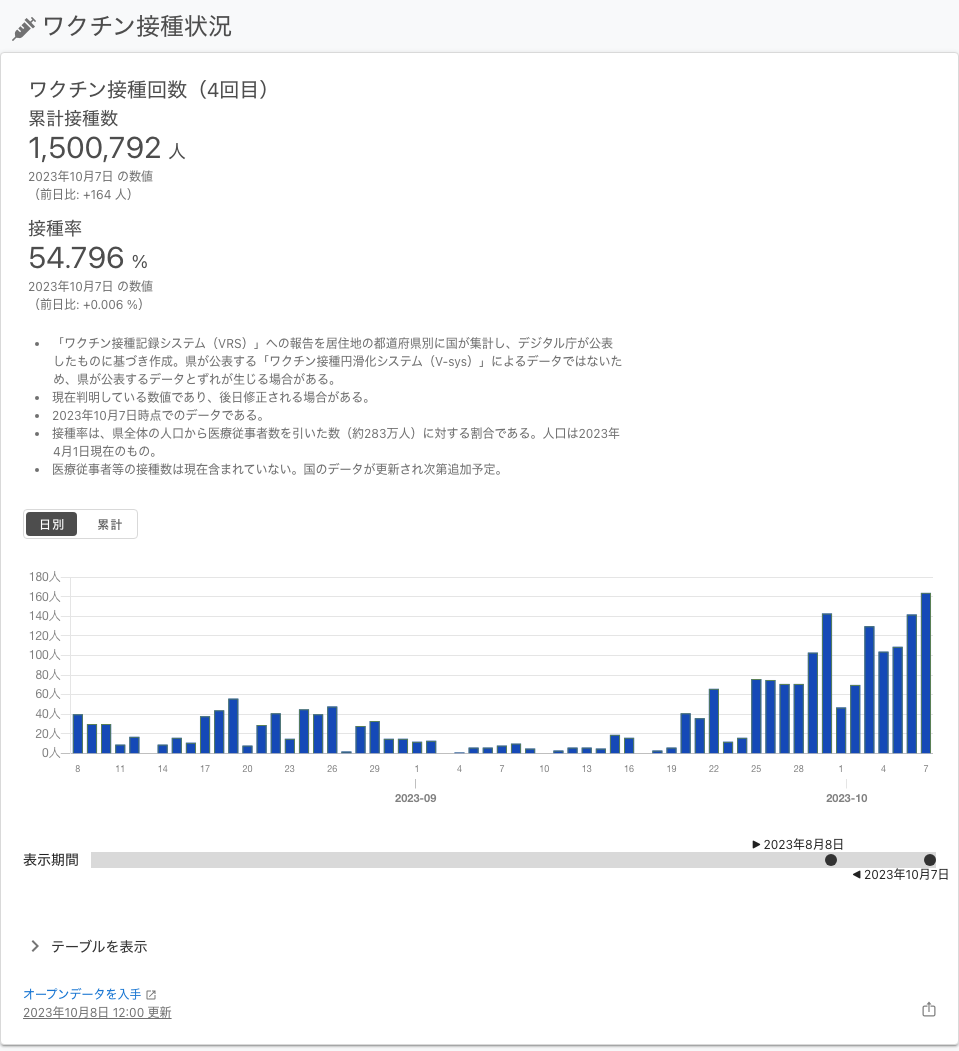 ワクチン接種状況
ワクチン接種回数（4回目）
累計接種数
1,500,792 人
2023年10月7日 の数値
（前日比: +164 人）
接種率
54.796 %
2023年10月7日 の数値
（前日比: +0.006 %）
• 「ワクチン接種記録システム（VRS）」への報告を居住地の都道府県別に国が集計し、デジタル庁が公表
したものに基づき作成。県が公表する「ワクチン接種円滑化システム（V-sys）」によるデータではないた
め、県が公表するデータとずれが生じる場合がある。
• 現在判明している数値であり、後日修正される場合がある。
• 2023年10月7日時点でのデータである。
• 接種率は、県全体の人口から医療従事者数を引いた数（約283万人）に対する割合である。人口は2023年
4月1日現在のもの。
• 医療従事者等の接種数は現在含まれていない。国のデータが更新され次第追加予定。
日別 累計
180人
160人
140人
120人
100人
80人
60人
40人
20人
0人
8 11 14 17 20 23 26 29 1 4 7 10 13 16 19 22 25 28 1 4 7
2023-09 2023-10
▶ 2023年8月8日
表示期間
◀ 2023年10月7日
テーブルを表示
オープンデータを入手
2023年10月8日 12:00 更新